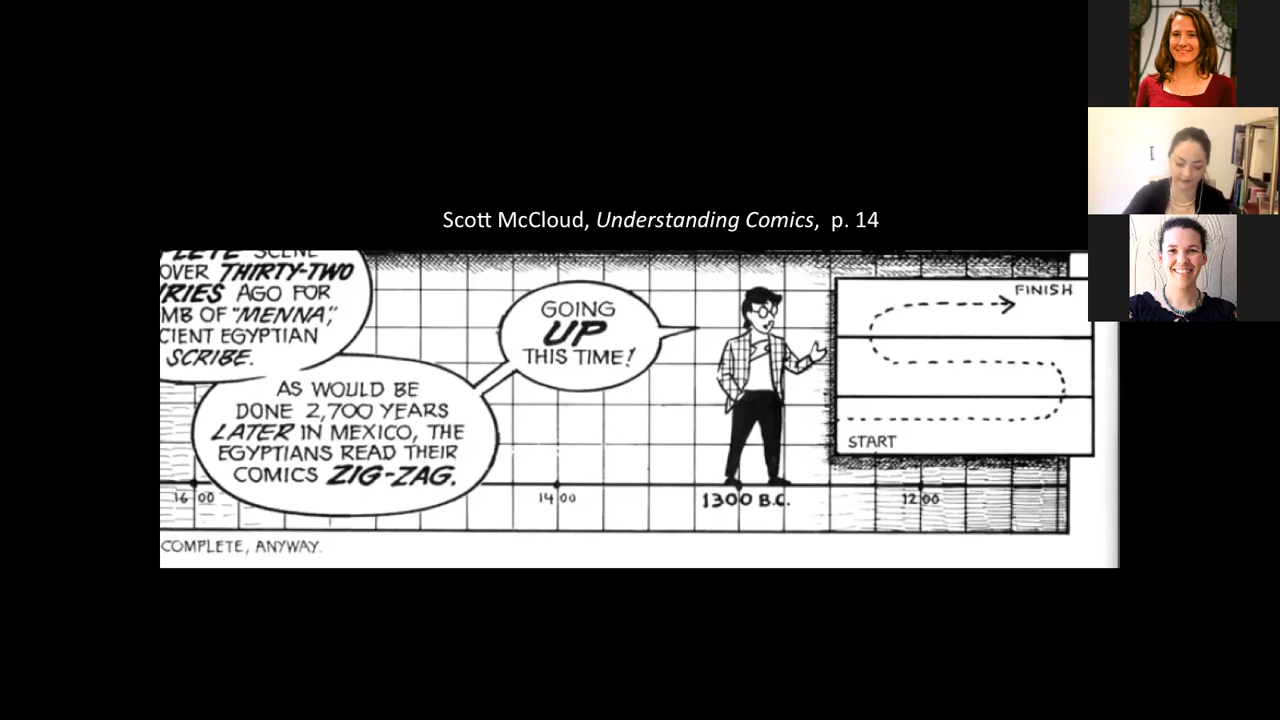 Scott McCloud, Understanding Comics, p. 14
SCENE
OVER THIRTY-TWO
AGO FOR
OF "MENNA,"
EGYPTIAN
SCRIBE.
AS WOULD BE
DONE 2,700 YEARS
LATER IN MEXICO, THE
EGYPTIANS READ THEIR
COMICS ZIG-ZAG.
GOING
UP
THIS TIME!
FINISH
START
1600
1400
1300 B.C.
1200
COMPLETE, ANYWAY.